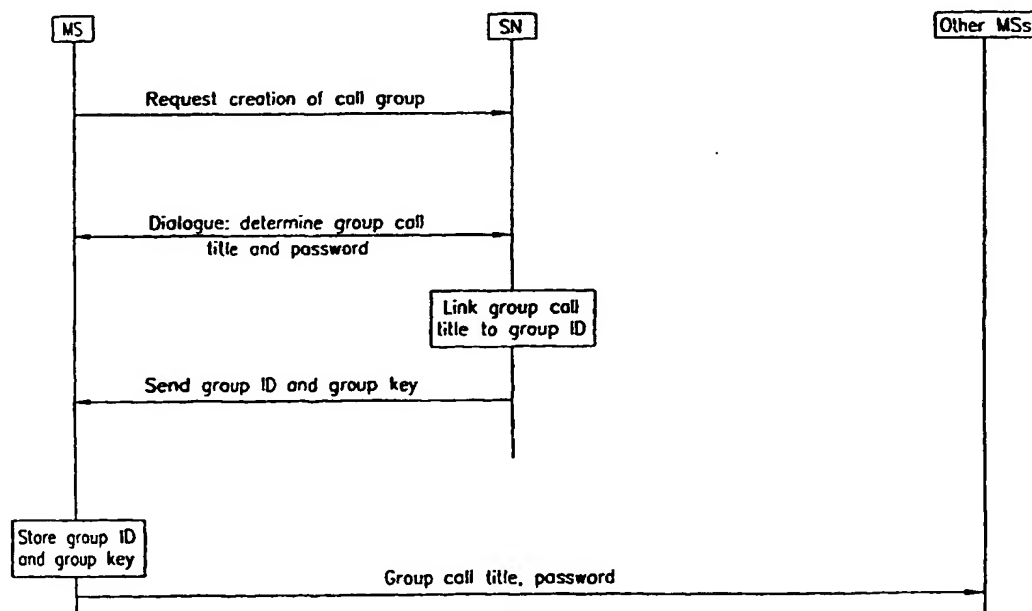 MS
SN
Other MSs
Request creation of call group
Dialogue: determine group call
title and password
Link group call
title to group ID
Send group ID and group key
Store group ID
and group key
Group call title, password